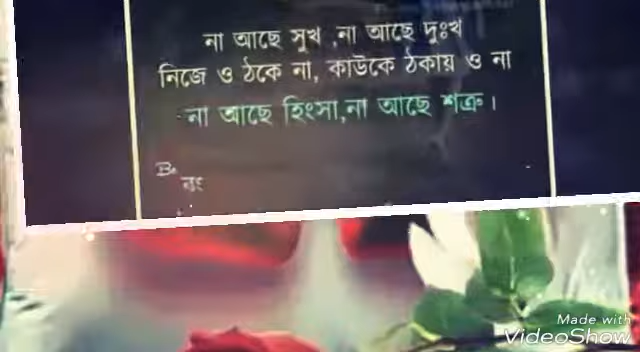 না আছে সুখ ,না আছে দুঃখ
নিজে ও ঠকে না, কাউকে ঠকায় ও না
না আছে হিংসা,না আছে শত্রু।
Made with
VideoShow